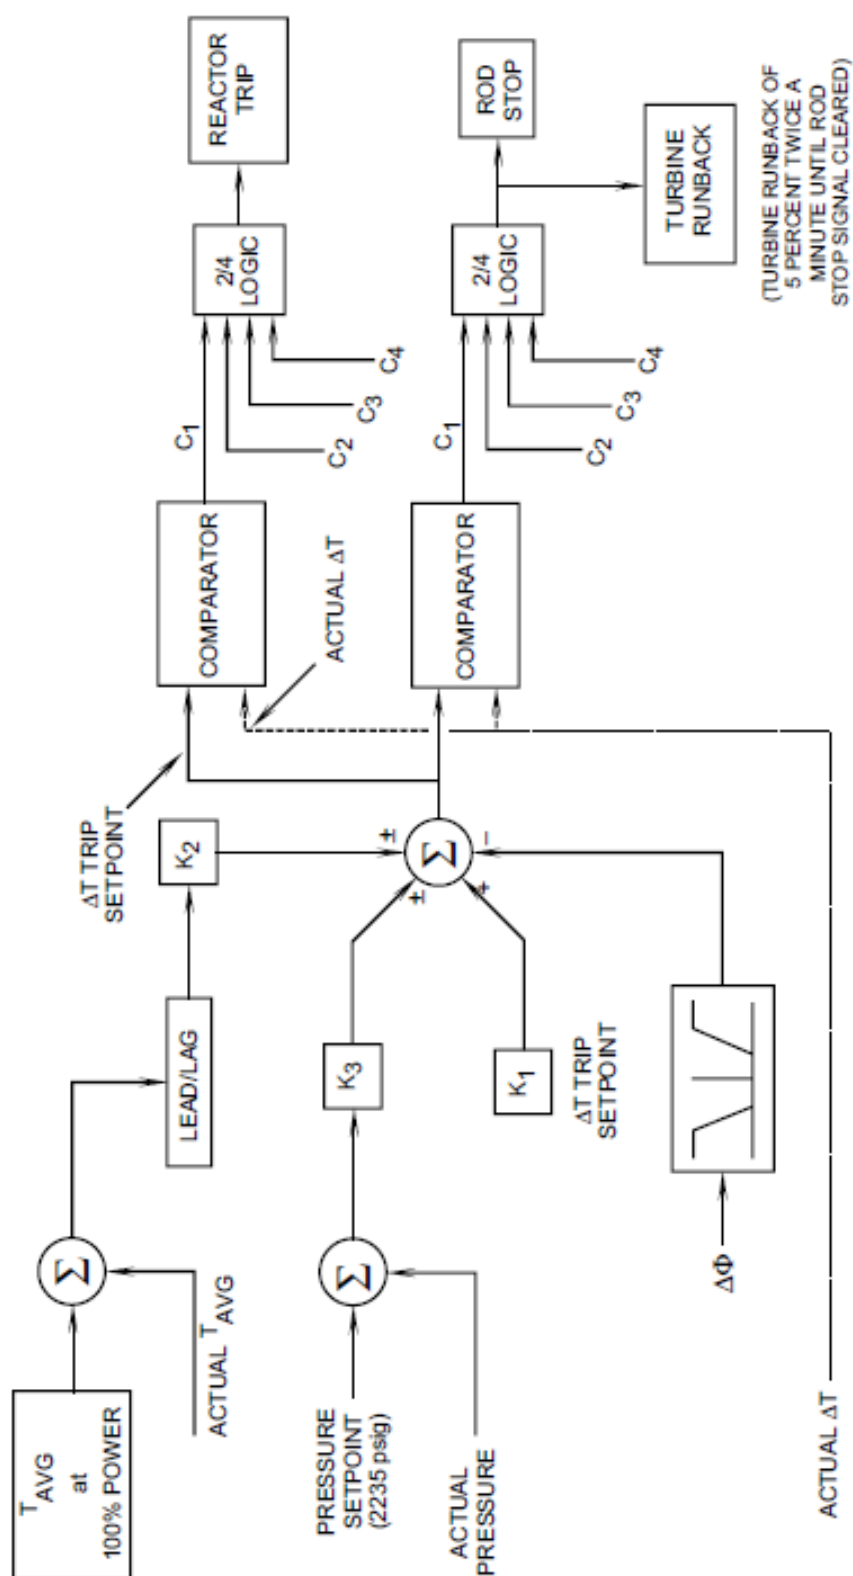 T AVG
at
100% POWER
ACTUAL T AVG
Σ
LEAD/LAG
K2
ΔT TRIP
SETPOINT
PRESSURE
SETPOINT
(2235 psig)
ACTUAL
PRESSURE
Σ
K3
K1
ΔT TRIP
SETPOINT
ΔΦ
ACTUAL ΔT
±
±
+
−
Σ
COMPARATOR
ACTUAL ΔT
C1
C2
C3
C4
2/4
LOGIC
REACTOR
TRIP
COMPARATOR
C1
C2
C3
C4
2/4
LOGIC
ROD
STOP
TURBINE
RUNBACK
(TURBINE RUNBACK OF
5 PERCENT TWICE A
MINUTE UNTIL ROD
STOP SIGNAL CLEARED)